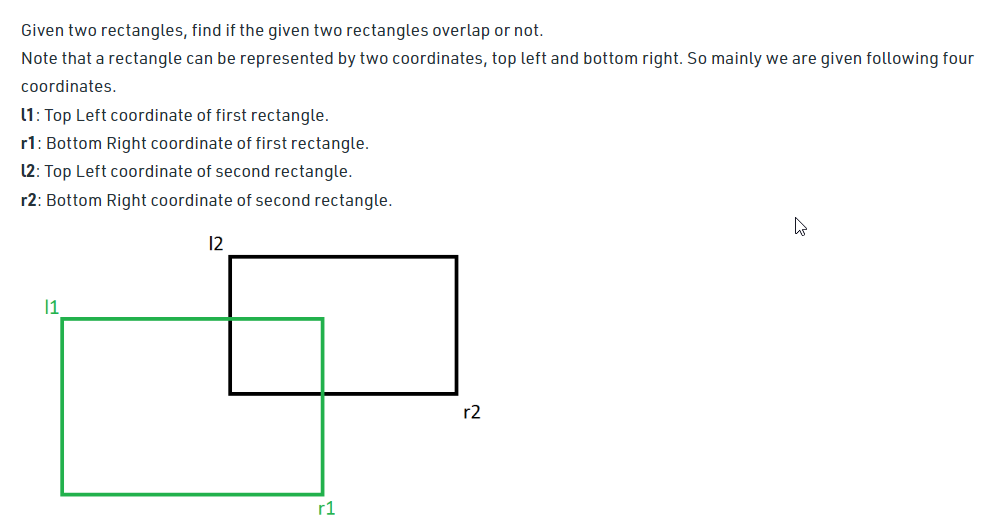 Given two rectangles, find if the given two rectangles overlap or not.
Note that a rectangle can be represented by two coordinates, top left and bottom right. So mainly we are given following four
coordinates.
l1: Top Left coordinate of first rectangle.
r1: Bottom Right coordinate of first rectangle.
l2: Top Left coordinate of second rectangle.
r2: Bottom Right coordinate of second rectangle.
l2
l1
r2
r1